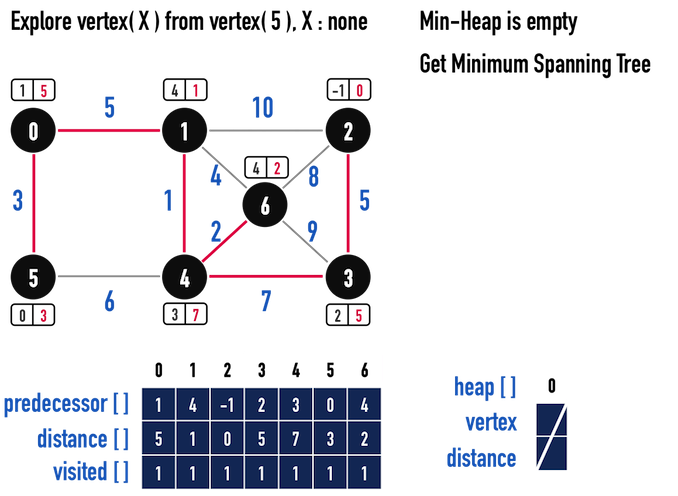 Explore vertex( X ) from vertex( 5 ), X : none
Min-Heap is empty
Get Minimum Spanning Tree
1 5
4 1
-1 0
5
10
0
1
2
4 2
4
8
3
1
6
5
2
9
5
4
3
6
7
0 3
3 7
2 5
0 1 2 3 4 5 6
predecessor [ ] 1 4 -1 2 3 0 4
distance [ ] 5 1 0 5 7 3 2
visited [ ] 1 1 1 1 1 1 1
heap [ ] 0
vertex
distance